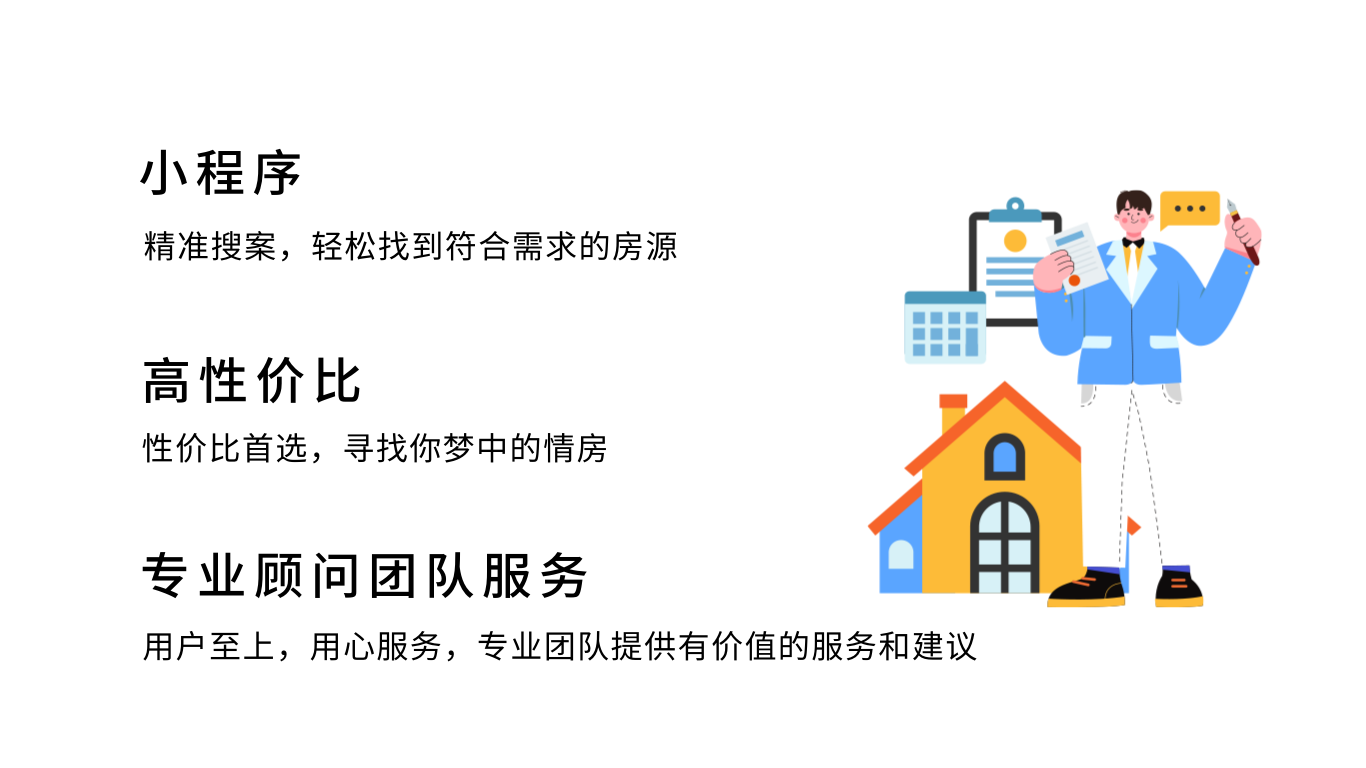 小程序
精准搜案，轻松找到符合需求的房源
高性价比
性价比首选，寻找你梦中的情房
专业顾问团队服务
用户至上，用心服务，专业团队提供有价值的服务和建议